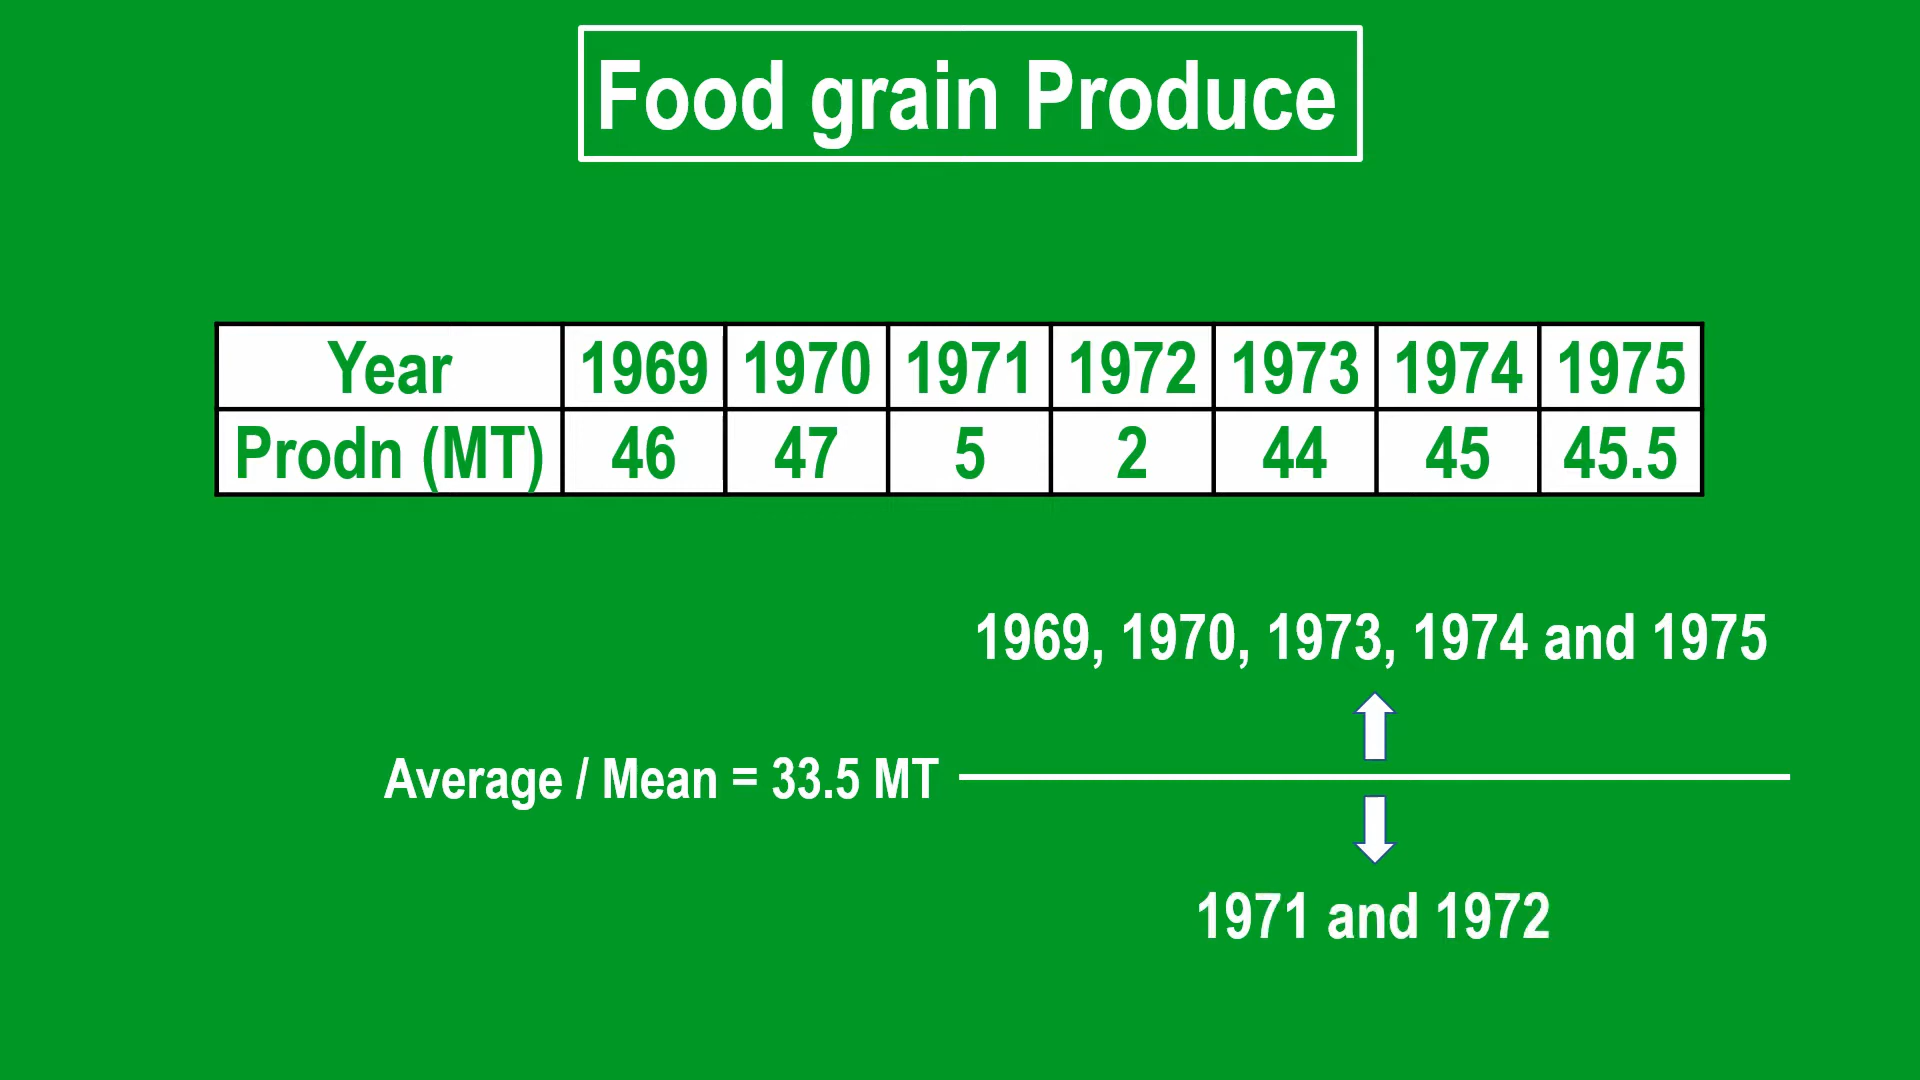 Food grain Produce
Year 1969 1970 1971 1972 1973 1974 1975
Prodn (MT) 46 47 5 2 44 45 45.5
1969, 1970, 1973, 1974 and 1975
Average / Mean = 33.5 MT
1971 and 1972